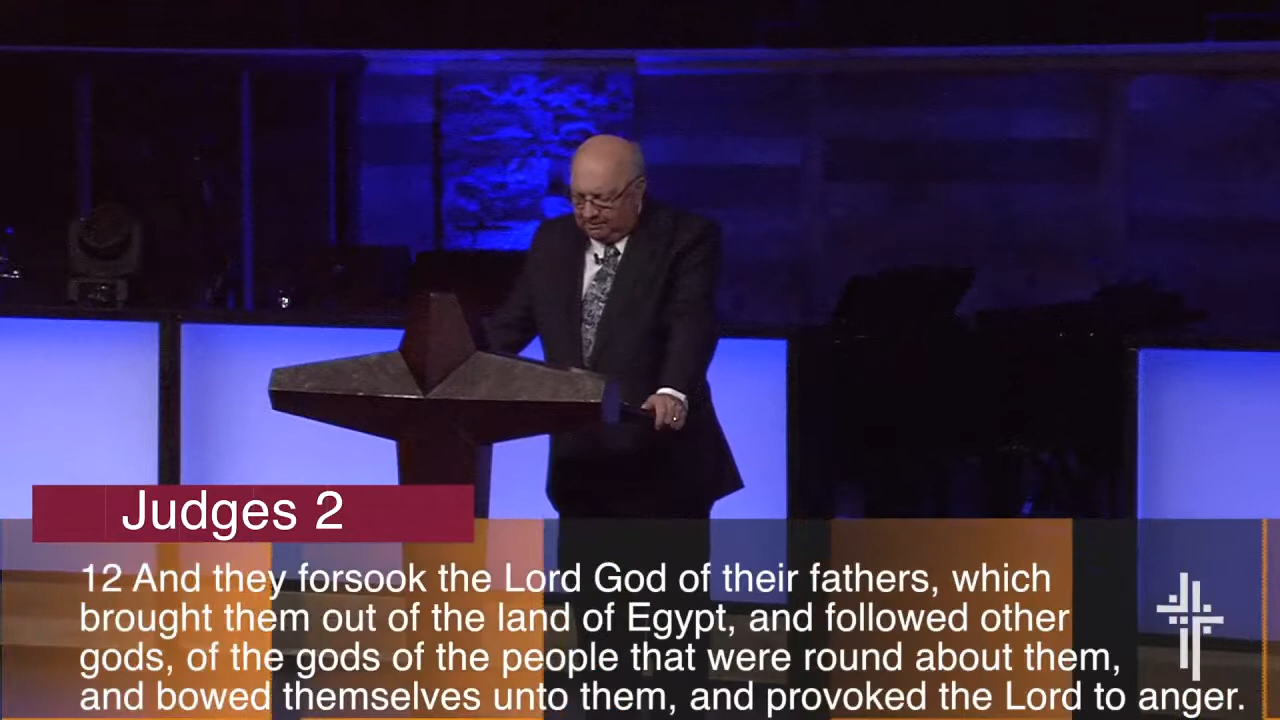 Judges 2
12 And they forsook the Lord God of their fathers, which
brought them out of the land of Egypt, and followed other
gods, of the gods of the people that were round about them,
and bowed themselves unto them, and provoked the Lord to anger.